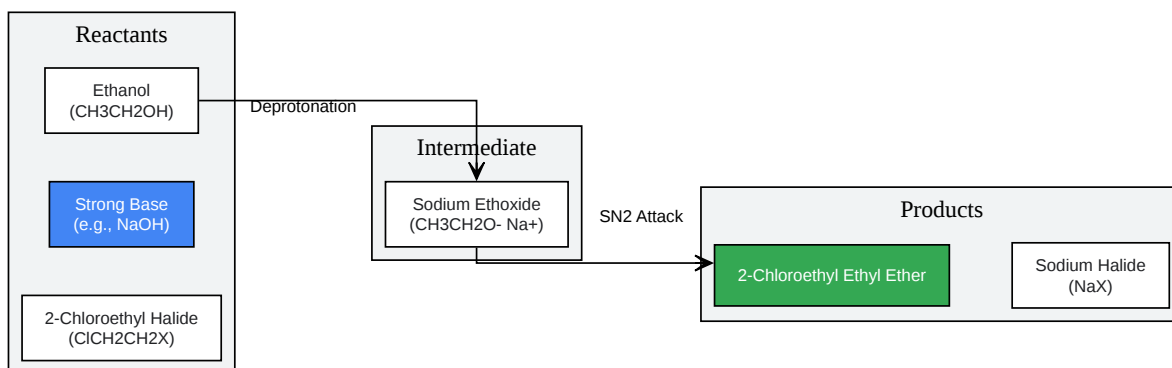 Reactants
Ethanol
(CH3CH2OH)
Deprotonation
Strong Base
(e.g., NaOH)
2-Chloroethyl Halide
(ClCH2CH2X)
Intermediate
Sodium Ethoxide
(CH3CH2O- Na+)
SN2 Attack
Products
2-Chloroethyl Ethyl Ether
Sodium Halide
(NaX)